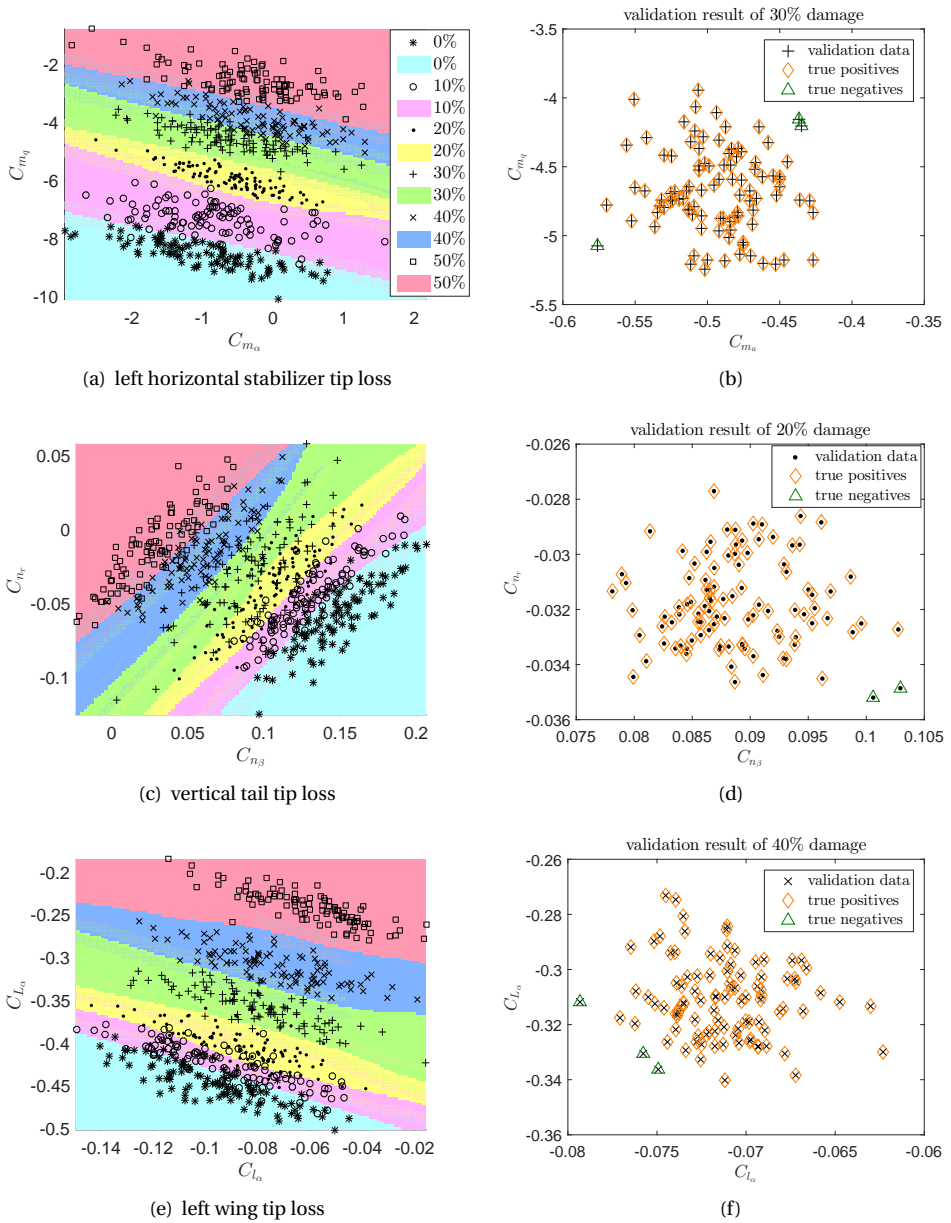 -2
-4
-6
-8
-10
C_{m_q}
-2
-1
0
1
2
C_{m_α}
0%
0%
10%
10%
20%
20%
30%
30%
40%
40%
50%
50%
(a) left horizontal stabilizer tip loss
validation result of 30% damage
-3.5
-4
-4.5
-5
-5.5
C_{m_q}
-0.6
-0.55
-0.5
-0.45
-0.4
-0.35
C_{m_a}
validation data
true positives
true negatives
(b)
0.05
0
-0.05
-0.1
C_{n_r}
0
0.05
0.1
0.15
0.2
C_{n_β}
(c) vertical tail tip loss
validation result of 20% damage
-0.026
-0.028
-0.03
-0.032
-0.034
-0.036
C_{n_r}
0.075
0.08
0.085
0.09
0.095
0.1
0.105
C_{n_β}
validation data
true positives
true negatives
(d)
-0.2
-0.25
-0.3
-0.35
-0.4
-0.45
-0.5
C_{L_α}
-0.14
-0.12
-0.1
-0.08
-0.06
-0.04
-0.02
C_{l_α}
(e) left wing tip loss
validation result of 40% damage
-0.26
-0.28
-0.3
-0.32
-0.34
-0.36
C_{L_α}
-0.08
-0.075
-0.07
-0.065
-0.06
C_{l_α}
validation data
true positives
true negatives
(f)